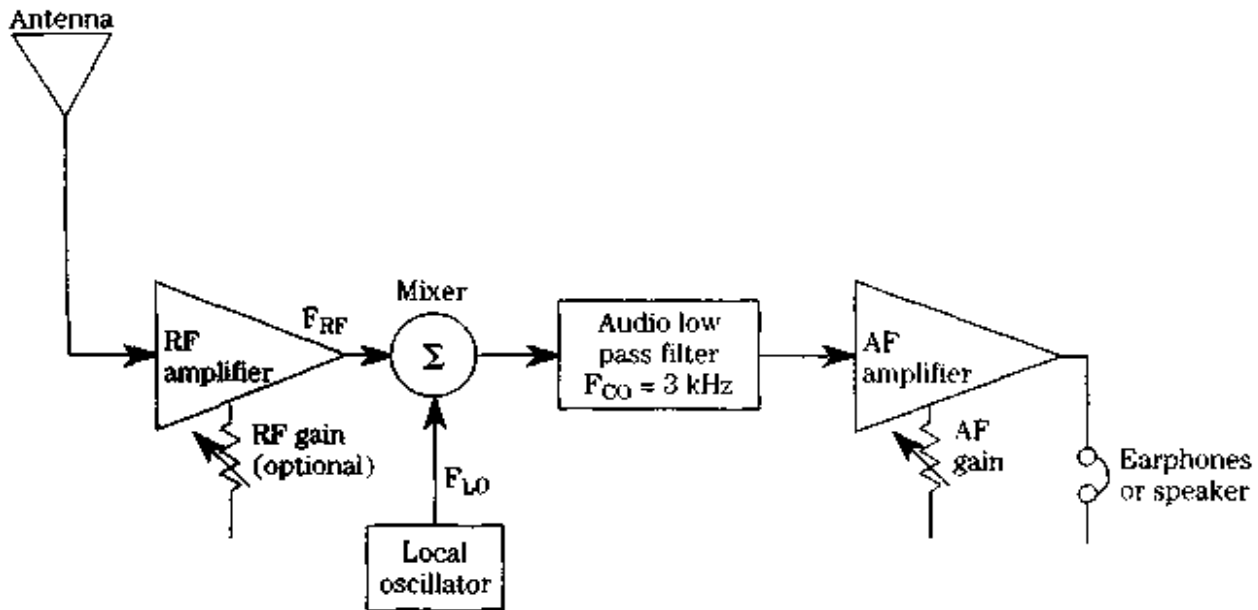 Antenna
RF
amplifier
F_RF
RF gain
(optional)
Mixer
Σ
F_LO
Local
oscillator
Audio low
pass filter
F_CO = 3 kHz
AF
amplifier
AF
gain
Earphones
or speaker